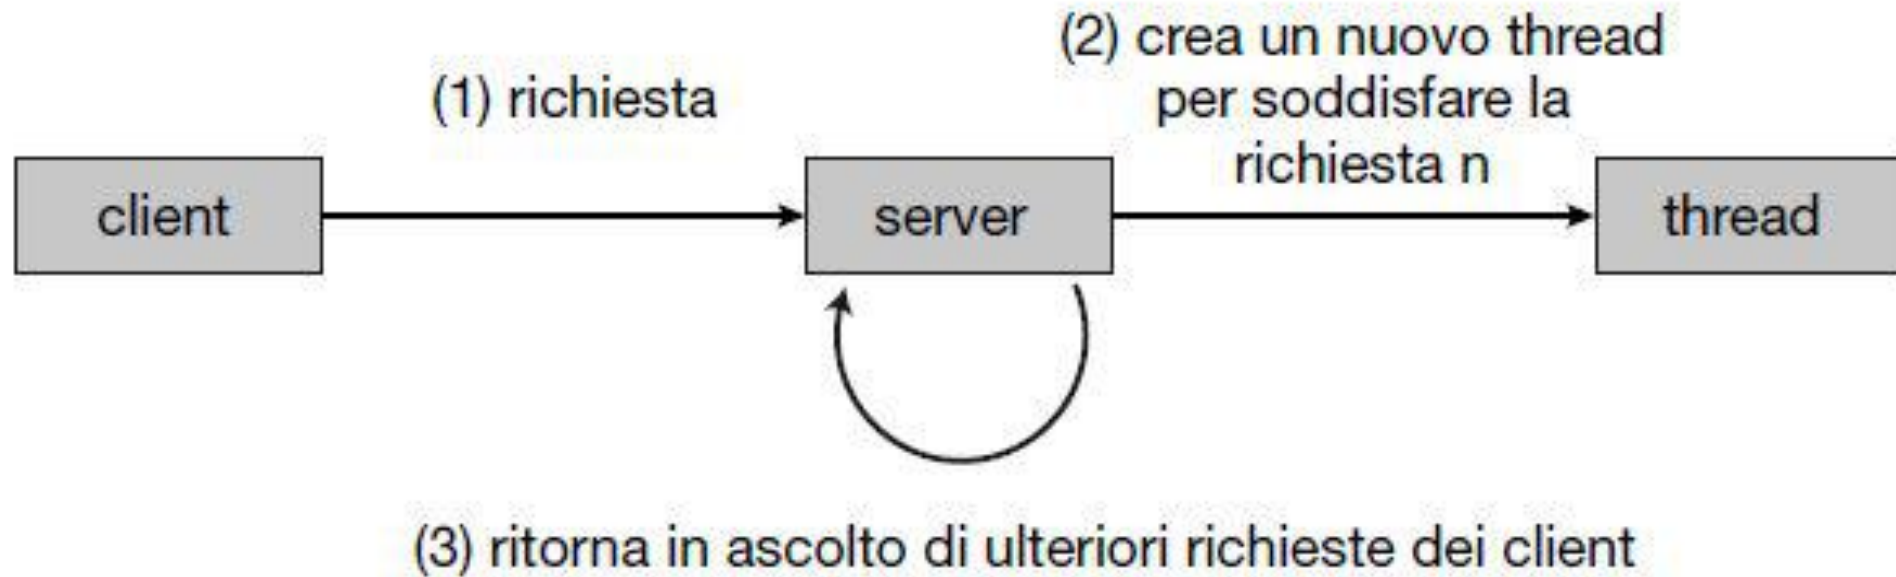 (1) richiesta
(2) crea un nuovo thread
per soddisfare la
richiesta n
client
server
thread
(3) ritorna in ascolto di ulteriori richieste dei client